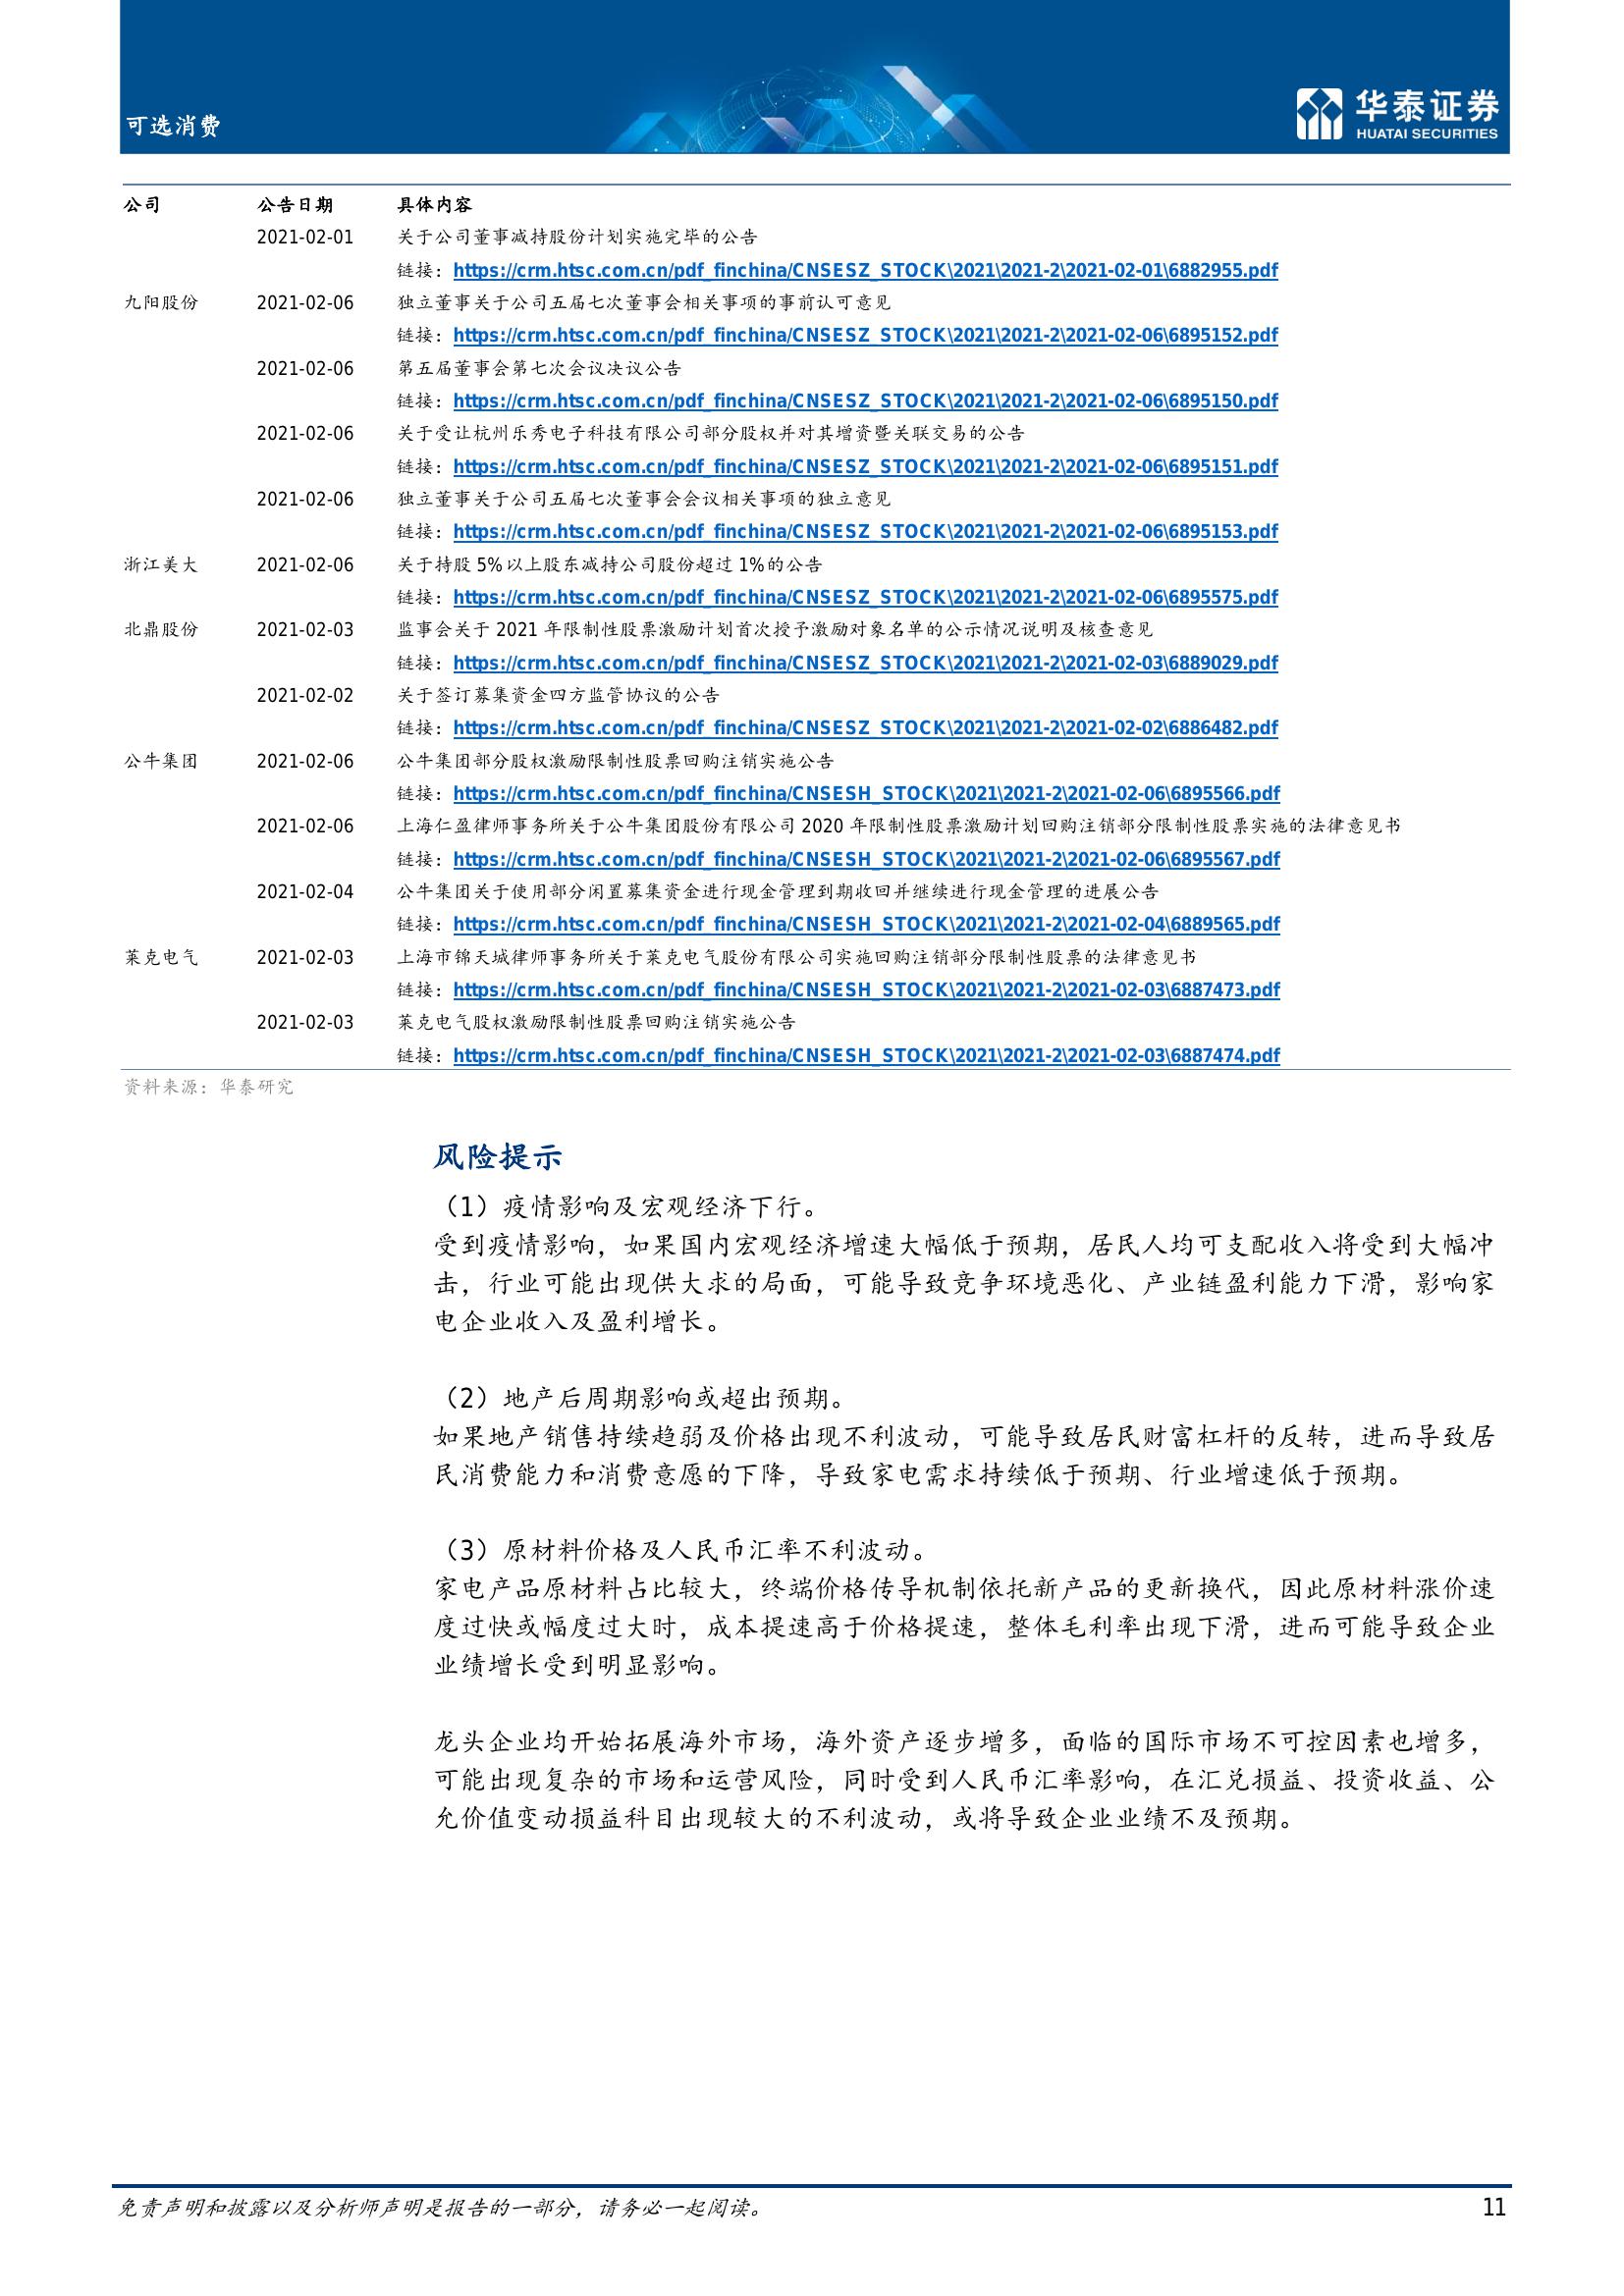 可选消费
华泰证券
HUATAI SECURITIES
公司 公告日期 具体内容
2021-02-01 关于公司董事减持股份计划实施完毕的公告
链接：https://crm.htsc.com.cn/pdf_finchina/CNSESZ_STOCK\2021\2021-2\2021-02-01\6882955.pdf
九阳股份 2021-02-06 独立董事关于公司五届七次董事会相关事项的事前认可意见
链接：https://crm.htsc.com.cn/pdf_finchina/CNSESZ_STOCK\2021\2021-2\2021-02-06\6895152.pdf
2021-02-06 第五届董事会第七次会议决议公告
链接：https://crm.htsc.com.cn/pdf_finchina/CNSESZ_STOCK\2021\2021-2\2021-02-06\6895150.pdf
2021-02-06 关于受让杭州乐秀电子科技有限公司部分股权并对其增资暨关联交易的公告
链接：https://crm.htsc.com.cn/pdf_finchina/CNSESZ_STOCK\2021\2021-2\2021-02-06\6895151.pdf
2021-02-06 独立董事关于公司五届七次董事会会议相关事项的独立意见
链接：https://crm.htsc.com.cn/pdf_finchina/CNSESZ_STOCK\2021\2021-2\2021-02-06\6895153.pdf
浙江美大 2021-02-06 关于持股 5%以上股东减持公司股份超过 1%的公告
链接：https://crm.htsc.com.cn/pdf_finchina/CNSESZ_STOCK\2021\2021-2\2021-02-06\6895575.pdf
北鼎股份 2021-02-03 监事会关于 2021 年限制性股票激励计划首次授予激励对象名单的公示情况说明及核查意见
链接：https://crm.htsc.com.cn/pdf_finchina/CNSESZ_STOCK\2021\2021-2\2021-02-03\6889029.pdf
2021-02-02 关于签订募集资金四方监管协议的公告
链接：https://crm.htsc.com.cn/pdf_finchina/CNSESZ_STOCK\2021\2021-2\2021-02-02\6886482.pdf
公牛集团 2021-02-06 公牛集团部分股权激励限制性股票回购注销实施公告
链接：https://crm.htsc.com.cn/pdf_finchina/CNSESH_STOCK\2021\2021-2\2021-02-06\6895566.pdf
2021-02-06 上海仁盈律师事务所关于公牛集团股份有限公司 2020 年限制性股票激励计划回购注销部分限制性股票实施的法律意见书
链接：https://crm.htsc.com.cn/pdf_finchina/CNSESH_STOCK\2021\2021-2\2021-02-06\6895567.pdf
2021-02-04 公牛集团关于使用部分闲置募集资金进行现金管理到期收回并继续进行现金管理的进展公告
链接：https://crm.htsc.com.cn/pdf_finchina/CNSESH_STOCK\2021\2021-2\2021-02-04\6889565.pdf
莱克电气 2021-02-03 上海市锦天城律师事务所关于莱克电气股份有限公司实施回购注销部分限制性股票的法律意见书
链接：https://crm.htsc.com.cn/pdf_finchina/CNSESH_STOCK\2021\2021-2\2021-02-03\6887473.pdf
2021-02-03 莱克电气股权激励限制性股票回购注销实施公告
链接：https://crm.htsc.com.cn/pdf_finchina/CNSESH_STOCK\2021\2021-2\2021-02-03\6887474.pdf
资料来源：华泰研究
风险提示
（1）疫情影响及宏观经济下行。
受到疫情影响，如果国内宏观经济增速大幅低于预期，居民人均可支配收入将受到大幅冲
击，行业可能出现供大求的局面，可能导致竞争环境恶化、产业链盈利能力下滑，影响家
电企业收入及盈利增长。
（2）地产后周期影响或超出预期。
如果地产销售持续趋弱及价格出现不利波动，可能导致居民财富杠杆的反转，进而导致居
民消费能力和消费意愿的下降，导致家电需求持续低于预期、行业增速低于预期。
（3）原材料价格及人民币汇率不利波动。
家电产品原材料占比较大，终端价格传导机制依托新产品的更新换代，因此原材料涨价速
度过快或幅度过大时，成本提速高于价格提速，整体毛利率出现下滑，进而可能导致企业
业绩增长受到明显影响。
龙头企业均开始拓展海外市场，海外资产逐步增多，面临的国际市场不可控因素也增多，
可能出现复杂的市场和运营风险，同时受到人民币汇率影响，在汇兑损益、投资收益、公
允价值变动损益科目出现较大的不利波动，或将导致企业业绩不及预期。
免责声明和披露以及分析师声明是报告的一部分，请务必一起阅读。 11